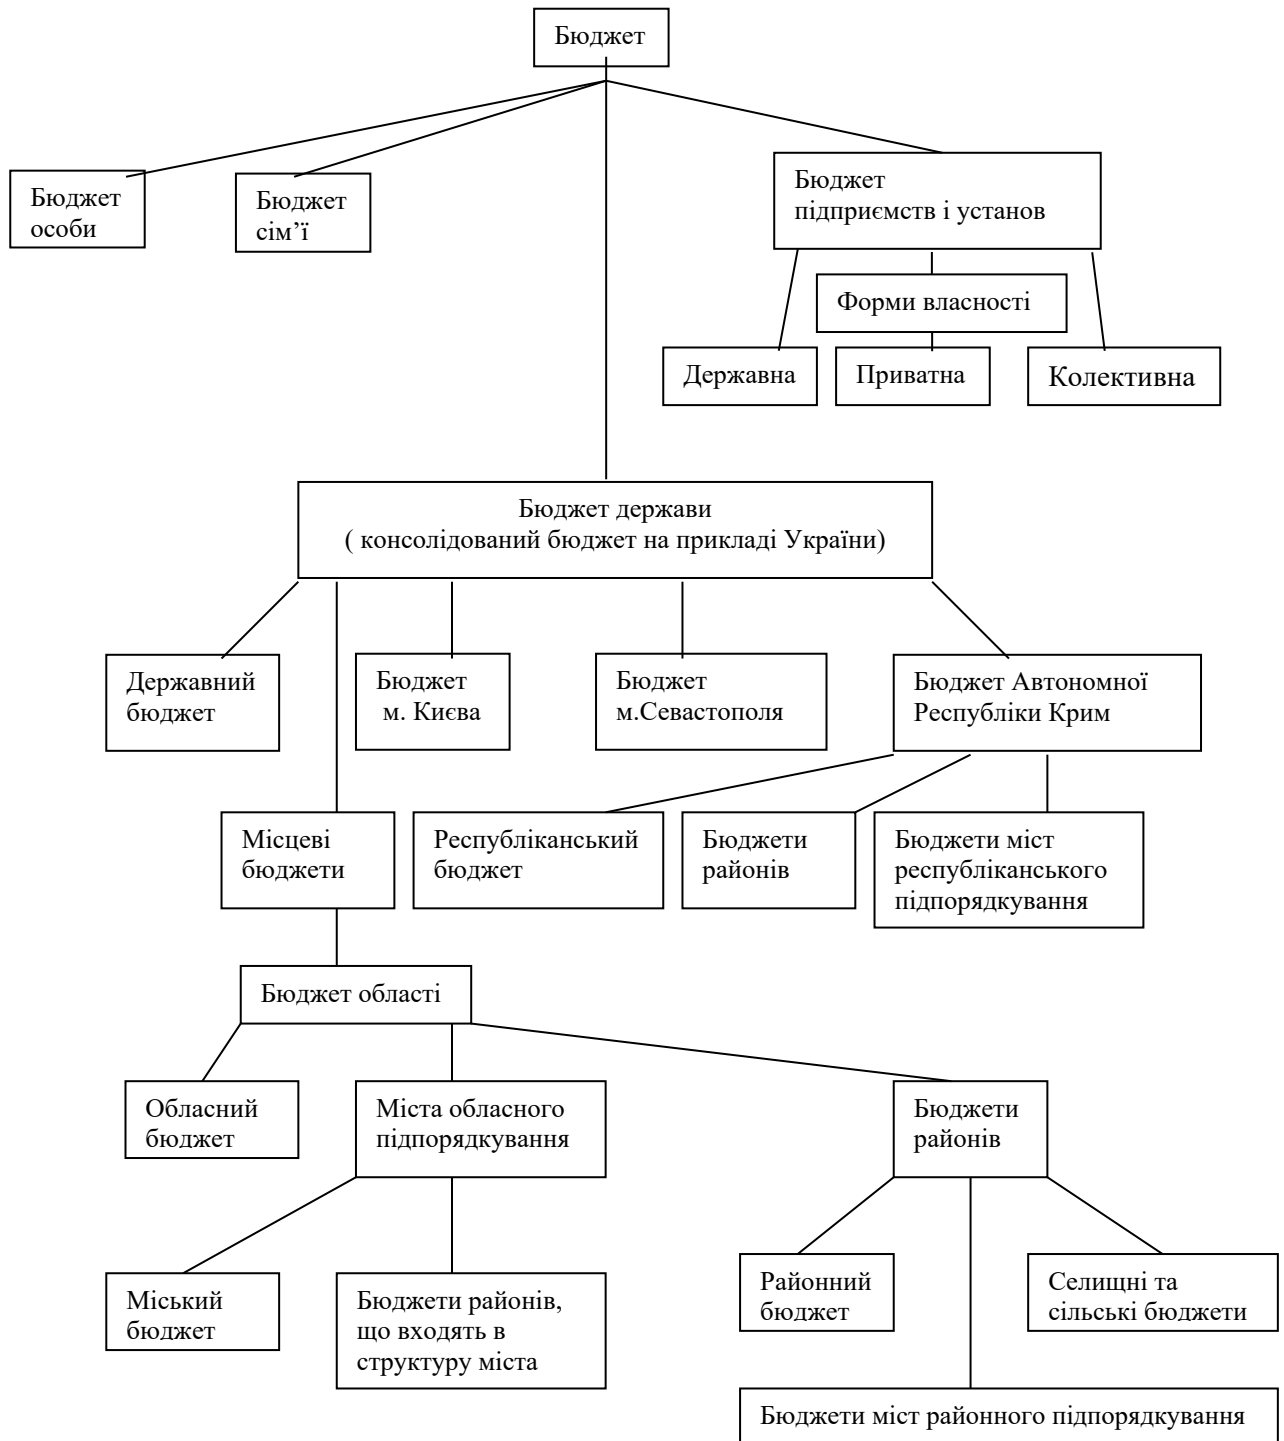 Бюджет
Бюджет
особи
Бюджет
сім’ї
Бюджет
підприємств і установ
Форми власності
Державна
Приватна
Колективна
Бюджет держави
( консолідований бюджет на прикладі України)
Державний
бюджет
Бюджет
м. Києва
Бюджет
м.Севастополя
Бюджет Автономної
Республіки Крим
Місцеві
бюджети
Республіканський
бюджет
Бюджети
районів
Бюджети міст
республіканського
підпорядкування
Бюджет області
Обласний
бюджет
Міста обласного
підпорядкування
Бюджети
районів
Міський
бюджет
Бюджети районів,
що входять в
структуру міста
Районний
бюджет
Селищні та
сільські бюджети
Бюджети міст районного підпорядкування